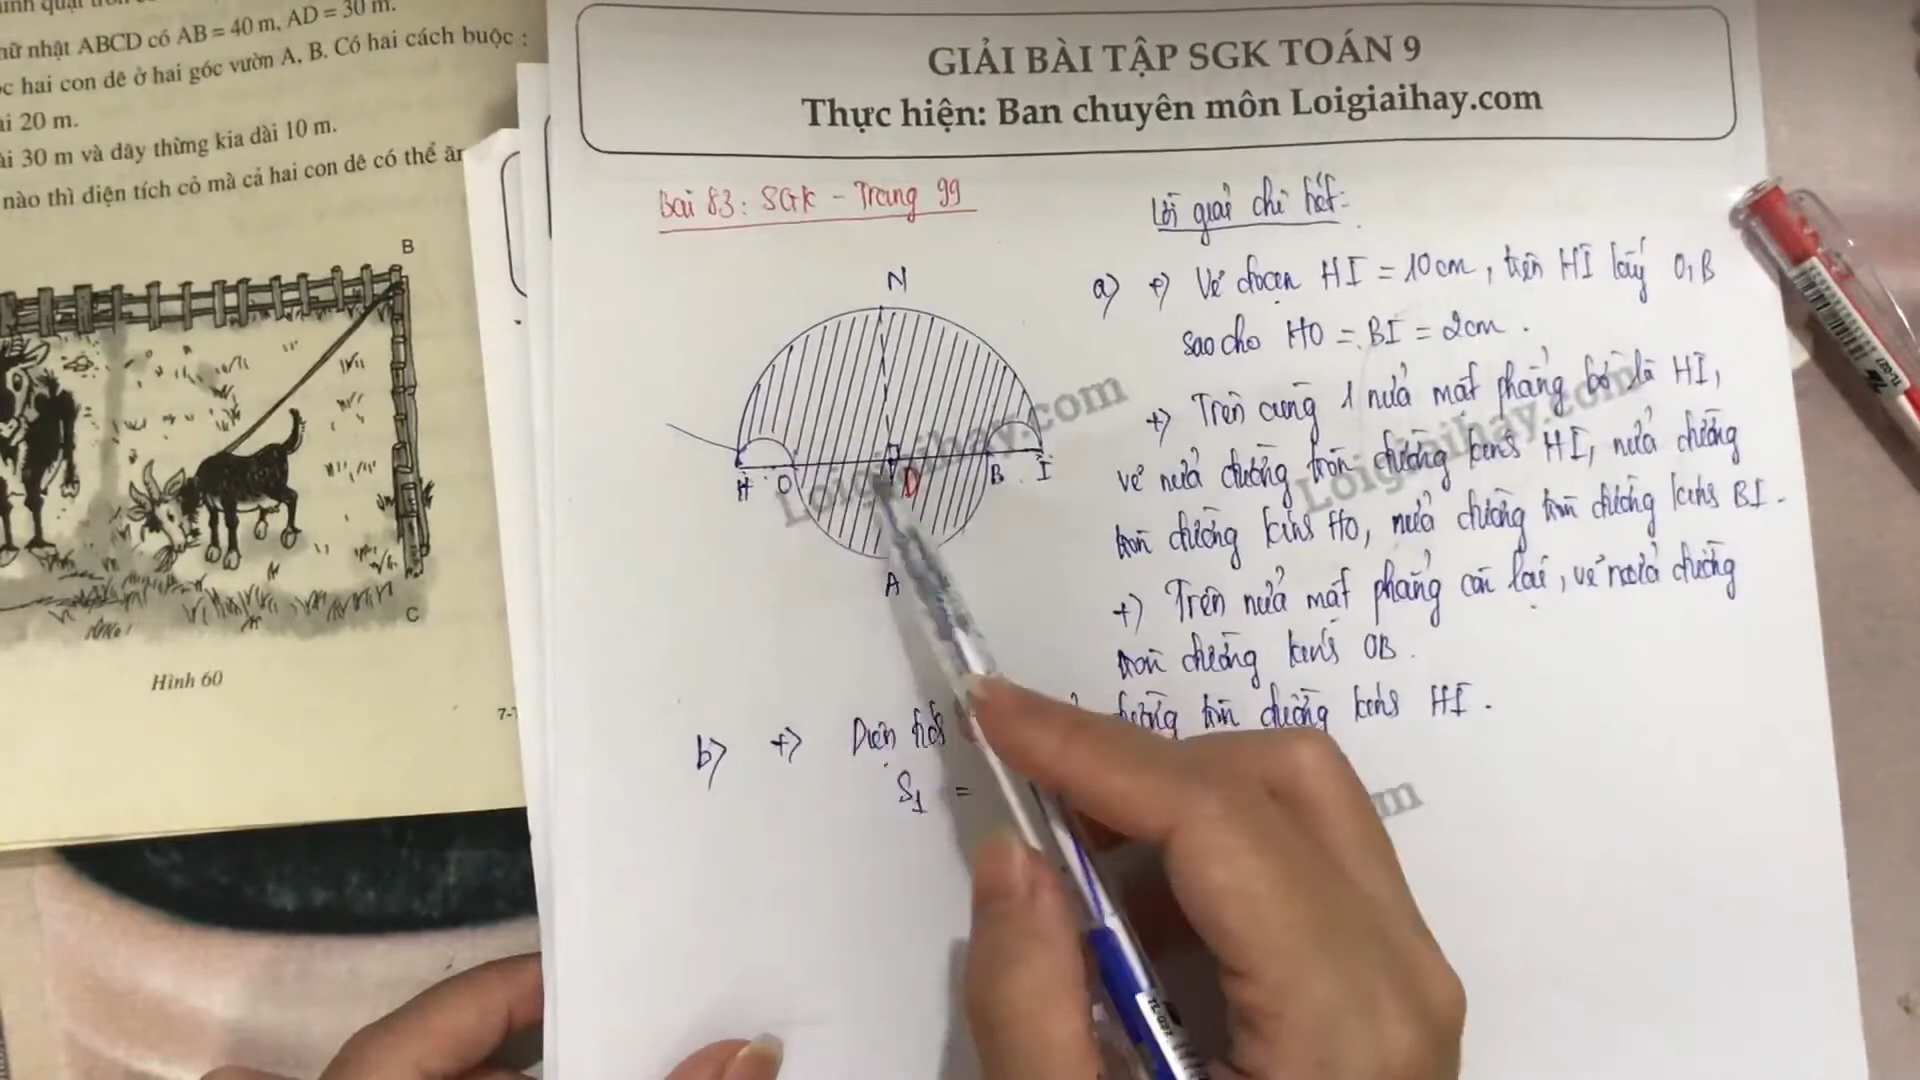 hữ nhật ABCD có AB = 40 m, AD = 30 m.
c hai con dê ở hai góc vườn A, B. Có hai cách buộc :
ài 20 m.
ài 30 m và dây thừng kia dài 10 m.
nào thì diện tích cỏ mà cả hai con dê có thể ăn
B
C
Hình 60
7-
GIẢI BÀI TẬP SGK TOÁN 9
Thực hiện: Ban chuyên môn Loigiaihay.com
Bài 83: SGK - Trang 99
Lời giải chi tiết:
N
H O D B I
A
a) +) Vẽ đoạn HI = 10cm, trên HI lấy O, B
sao cho HO = BI = 2cm.
+) Trên cùng 1 nửa mặt phẳng bờ là HI,
vẽ nửa đường tròn đường kính HI, nửa đường
tròn đường kính HO, nửa đường tròn đường kính BI.
+) Trên nửa mặt phẳng còn lại, vẽ nửa đường
tròn đường kính OB.
b) +) Diện tích đường tròn đường kính HI.
S1 =
Loigiaihay.com
Loigiaihay.com